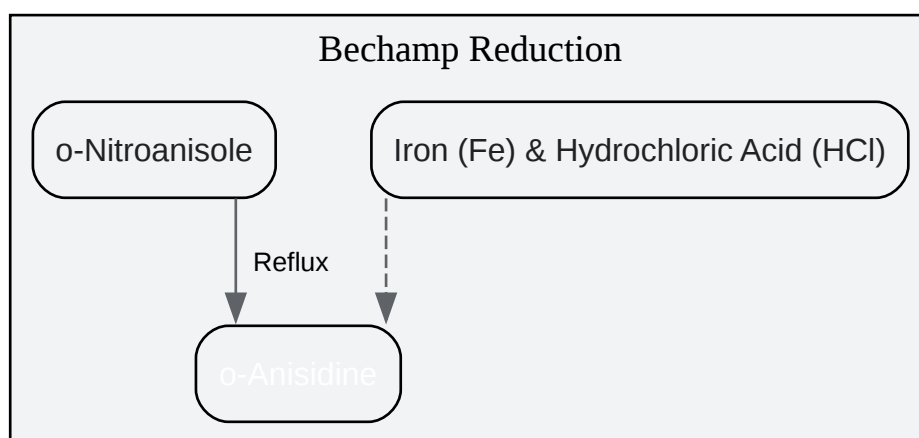 Bechamp Reduction
o-Nitroanisole
Iron (Fe) & Hydrochloric Acid (HCl)
Reflux
o-Anisidine